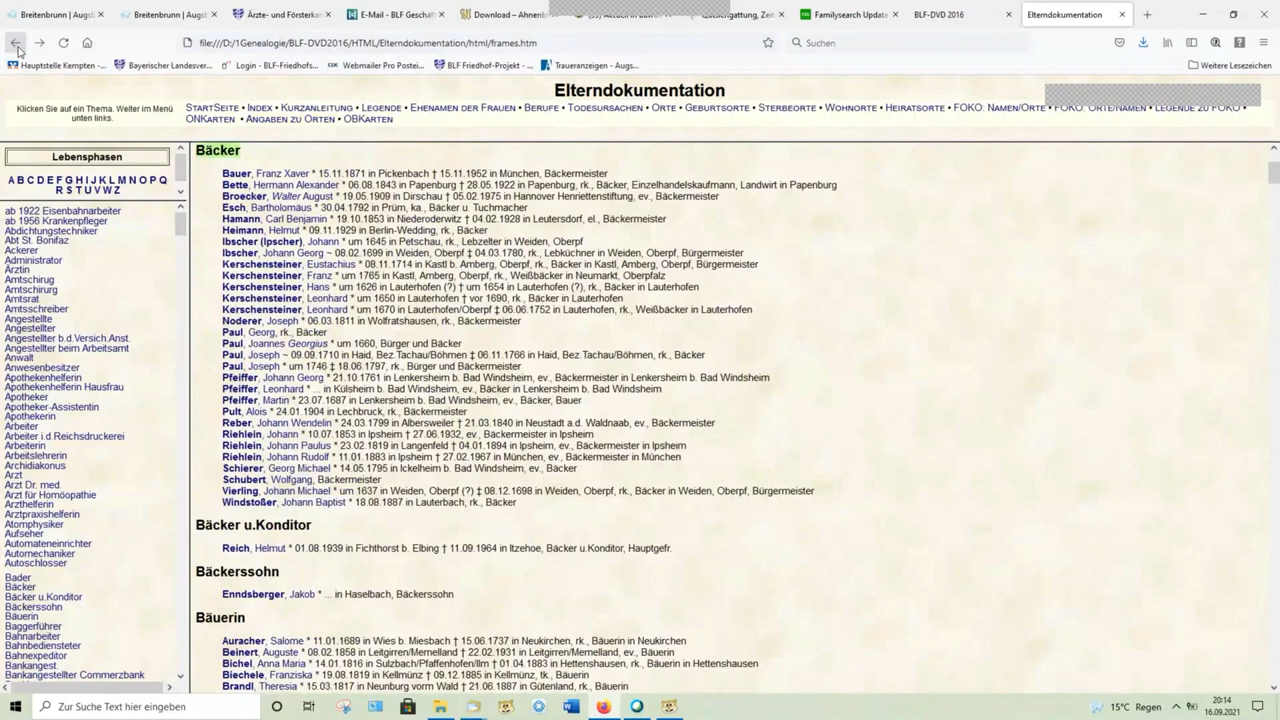 Breitenbrunn | Augsb
Breitenbrunn | Augsb
Ärzte- und Försterkar
E-Mail - BLF Geschäf
Download – Ahnenb
Quellengattung, Zeit
Familysearch Update
BLF-DVD 2016
Elterndokumentation
file:///D:/1Genealogie/BLF-DVD2016/HTML/Elterndokumentation/html/frames.htm
Suchen
Hauptstelle Kempten -...
Bayerischer Landesver...
Login - BLF-Friedhofs...
Webmailer Pro Postei...
BLF Friedhof-Projekt - ...
Traueranzeigen - Augs...
Weitere Lesezeichen
Elterndokumentation
Klicken Sie auf ein Thema. Weiter im Menü
unten links.
STARTSEITE • INDEX • KURZANLEITUNG • LEGENDE • EHENAMEN DER FRAUEN • BERUFE • TODESURSACHEN • ORTE • GEBURTSORTE • STERBEORTE • WOHNORTE • HEIRATSORTE • FOKO: NAMEN/ORTE • FOKO: ORTE/NAMEN • LEGENDE ZU FOKO •
ONKARTEN • ANGABEN ZU ORTEN • OBKARTEN
Lebensphasen
A B C D E F G H I J K L M N O P Q
R S T U V W Z
ab 1922 Eisenbahnarbeiter
ab 1956 Krankenpfleger
Abdichtungstechniker
Abt St. Bonifaz
Ackerer
Administrator
Ärztin
Amtschirug
Amtschirurg
Amtsrat
Amtsschreiber
Angestellte
Angestellter
Angestellter b.d.Versich.Anst.
Angestellter beim Arbeitsamt
Anwalt
Anwesenbesitzer
Apothekenhelferin
Apothekenhelferin Hausfrau
Apotheker
Apotheker-Assistentin
Apothekerin
Arbeiter
Arbeiter i.d.Reichsdruckerei
Arbeiterin
Arbeitslehrerin
Archidiakonus
Arzt
Arzt Dr. med.
Arzt für Homöopathie
Arzthelferin
Arztpraxishelferin
Atomphysiker
Aufseher
Automateneinrichter
Automechaniker
Autoschlosser
Bader
Bäcker
Bäcker u.Konditor
Bäckerssohn
Bäuerin
Baggerführer
Bahnarbeiter
Bahnbediensteter
Bahnexpeditor
Bankangest.
Bankangestellter Commerzbank
Bäcker
Bauer, Franz Xaver * 15.11.1871 in Pickenbach † 15.11.1952 in München, Bäckermeister
Bette, Hermann Alexander * 06.08.1843 in Papenburg † 28.05.1922 in Papenburg, rk., Bäcker, Einzelhandelskaufmann, Landwirt in Papenburg
Broecker, Walter August * 19.05.1909 in Dirschau † 05.02.1975 in Hannover Henriettenstiftung, ev., Bäckermeister
Esch, Bartholomäus * 30.04.1792 in Prüm, ka., Bäcker u. Tuchmacher
Hamann, Carl Benjamin * 19.10.1853 in Niederoderwitz † 04.02.1928 in Leutersdorf, el., Bäckermeister
Heimann, Helmut * 09.11.1929 in Berlin-Wedding, rk., Bäcker
Ibscher (Ipscher), Johann * um 1645 in Petschau, rk., Lebzelter in Weiden, Oberpf
Ibscher, Johann Georg ~ 08.02.1699 in Weiden, Oberpf ‡ 04.03.1780, rk., Lebküchner in Weiden, Oberpf, Bürgermeister
Kerschensteiner, Eustachius * 08.11.1714 in Kastl b. Amberg, Oberpf, rk., Bäcker in Kastl, Amberg, Oberpf, Bürgermeister
Kerschensteiner, Franz * um 1765 in Kastl, Amberg, Oberpf, rk., Weißbäcker in Neumarkt, Oberpfalz
Kerschensteiner, Hans * um 1626 in Lauterhofen (?) † um 1654 in Lauterhofen (?), rk., Bäcker in Lauterhofen
Kerschensteiner, Leonhard * um 1650 in Lauterhofen † vor 1690, rk., Bäcker in Lauterhofen
Kerschensteiner, Leonhard * um 1670 in Lauterhofen/Oberpf ‡ 06.06.1752 in Lauterhofen, rk., Weißbäcker in Lauterhofen
Noderer, Joseph * 06.03.1811 in Wolfratshausen, rk., Bäckermeister
Paul, Georg, rk., Bäcker
Paul, Joannes Georgius * um 1660, Bürger und Bäcker
Paul, Joseph ~ 09.09.1710 in Haid, Bez.Tachau/Böhmen ‡ 06.11.1766 in Haid, Bez.Tachau/Böhmen, rk., Bäcker
Paul, Joseph * um 1746 ‡ 18.06.1797, rk., Bürger und Bäckermeister
Pfeiffer, Johann Georg * 21.10.1761 in Lenkersheim b. Bad Windsheim, ev., Bäckermeister in Lenkersheim b. Bad Windsheim
Pfeiffer, Leonhard * ... in Külsheim b. Bad Windsheim, ev., Bäcker in Lenkersheim b. Bad Windsheim
Pfeiffer, Martin * 23.07.1687 in Lenkersheim b. Bad Windsheim, ev., Bäcker, Bauer
Pult, Alois * 24.01.1904 in Lechbruck, rk., Bäckermeister
Reber, Johann Wendelin * 24.03.1799 in Albersweiler † 21.03.1840 in Neustadt a.d. Waldnaab, ev., Bäckermeister
Riehlein, Johann * 10.07.1853 in Ipsheim † 27.06.1932, ev., Bäckermeister in Ipsheim
Riehlein, Johann Paulus * 23.02.1819 in Langenfeld † 04.01.1894 in Ipsheim, ev., Bäckermeister in Ipsheim
Riehlein, Johann Rudolf * 11.01.1883 in Ipsheim † 27.02.1967 in München, ev., Bäckermeister in München
Schierer, Georg Michael * 14.05.1795 in Ickelheim b. Bad Windsheim, ev., Bäcker
Schubert, Wolfgang, Bäckermeister
Vierling, Johann Michael * um 1637 in Weiden, Oberpf (?) ‡ 08.12.1698 in Weiden, Oberpf, rk., Bäcker in Weiden, Oberpf, Bürgermeister
Windstoßer, Johann Baptist * 18.08.1887 in Lauterbach, rk., Bäcker
Bäcker u.Konditor
Reich, Helmut * 01.08.1939 in Fichthorst b. Elbing † 11.09.1964 in Itzehoe, Bäcker u.Konditor, Hauptgefr.
Bäckerssohn
Enndsberger, Jakob * ... in Haselbach, Bäckerssohn
Bäuerin
Auracher, Salome * 11.01.1689 in Wies b. Miesbach † 15.06.1737 in Neukirchen, rk., Bäuerin in Neukirchen
Beinert, Auguste * 08.02.1858 in Leitgirren/Memelland † 22.02.1931 in Leitgirren/Memelland, ev., Bäuerin
Bichel, Anna Maria * 14.01.1816 in Sulzbach/Pfaffenhofen/Ilm † 01.04.1883 in Hettenshausen, rk., Bäuerin in Hettenshausen
Biechele, Franziska * 19.08.1819 in Kellmünz † 09.12.1885 in Kellmünz, tk., Bäuerin
Brandl, Theresia * 15.03.1817 in Neunburg vorm Wald † 21.06.1887 in Gütenland, rk., Bäuerin
Zur Suche Text hier eingeben
15°C Regen
20:14
16.09.2021